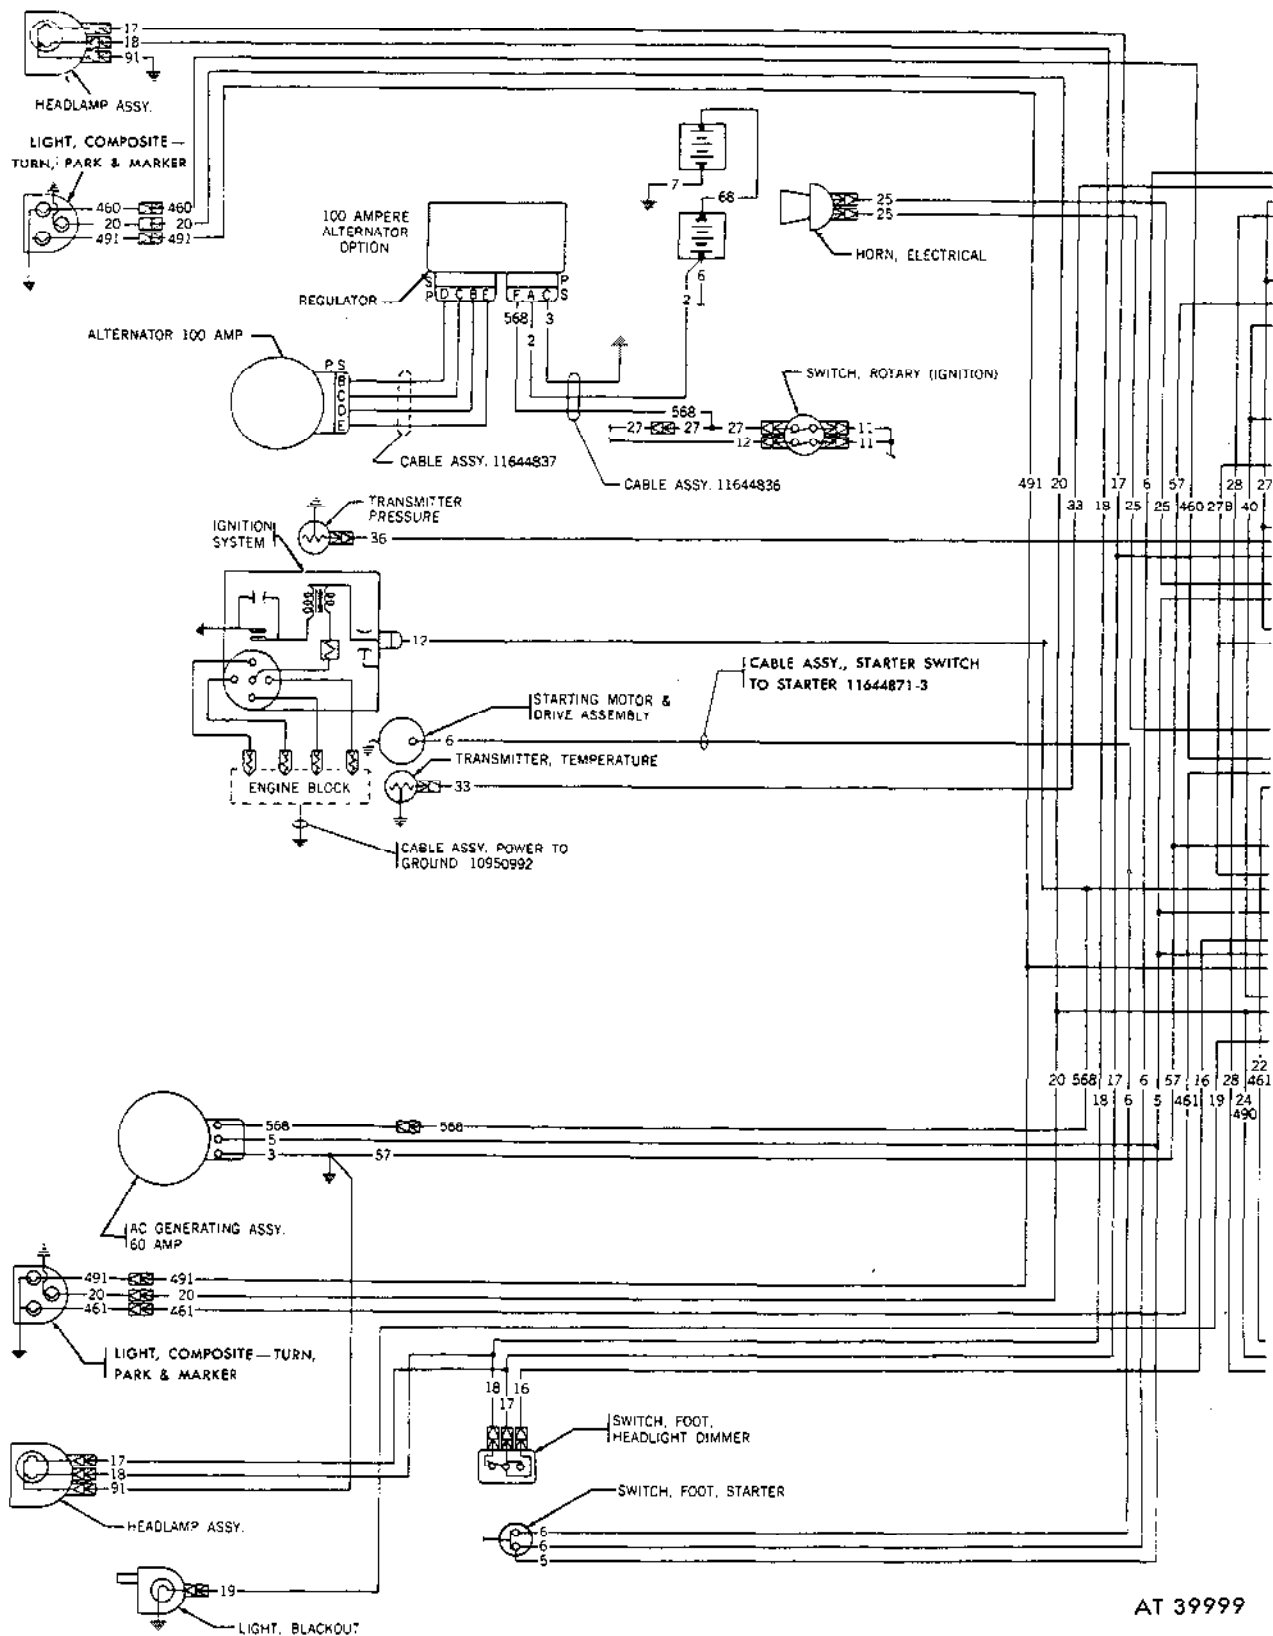 17
18
91
HEADLAMP ASSY.
LIGHT, COMPOSITE—
TURN, PARK & MARKER
460 460
20 20
491 491
100 AMPERE
ALTERNATOR
OPTION
REGULATOR
S P
P D C B E F A C S
568 3
2
7
68
6
2
25
25
HORN, ELECTRICAL
ALTERNATOR 100 AMP
P S
B
C
D
E
CABLE ASSY. 11644837
CABLE ASSY. 11644836
SWITCH, ROTARY (IGNITION)
568
27 27 27 11
12 11
491 20 17 6 57 28 27
33 18 25 25 460 27B 40
TRANSMITTER
PRESSURE
36
IGNITION
SYSTEM
12
CABLE ASSY., STARTER SWITCH
TO STARTER 11644871-3
STARTING MOTOR &
DRIVE ASSEMBLY
6
TRANSMITTER, TEMPERATURE
33
ENGINE BLOCK
CABLE ASSY. POWER TO
GROUND 10950992
22
20 568 17 6 57 16 28 461
18 6 5 461 19 24
490
568 568
5
3 57
AC GENERATING ASSY.
60 AMP
491 491
20 20
461 461
LIGHT, COMPOSITE—TURN,
PARK & MARKER
18 16
17
SWITCH, FOOT,
HEADLIGHT DIMMER
17
18
91
HEADLAMP ASSY.
SWITCH, FOOT, STARTER
6
6
5
19
LIGHT, BLACKOUT
AT 39999